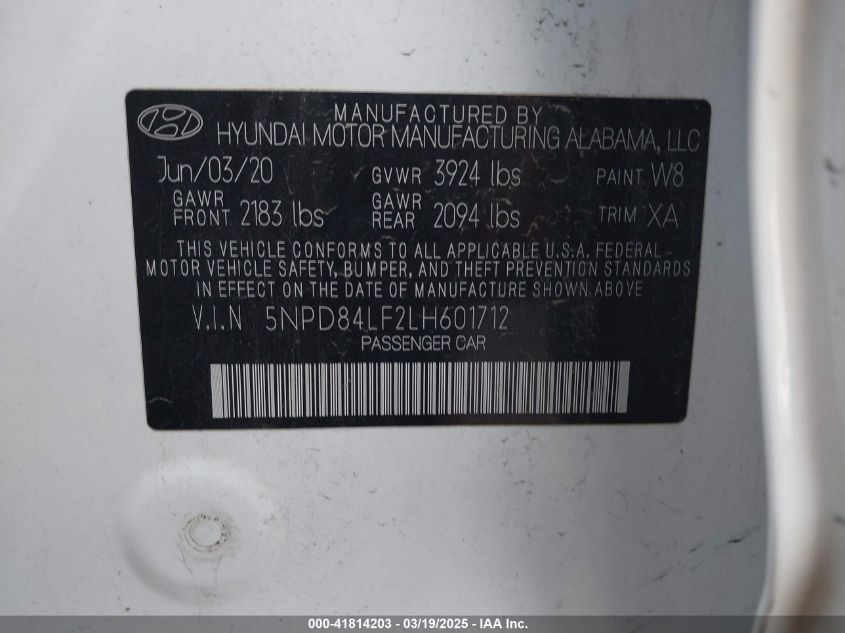 MANUFACTURED BY
HYUNDAI MOTOR MANUFACTURING ALABAMA, LLC
Jun/03/20 GVWR 3924 lbs PAINT W8
GAWR FRONT 2183 lbs GAWR REAR 2094 lbs TRIM XA
THIS VEHICLE CONFORMS TO ALL APPLICABLE U.S.A. FEDERAL
MOTOR VEHICLE SAFETY, BUMPER, AND THEFT PREVENTION STANDARDS
IN EFFECT ON THE DATE OF MANUFACTURE SHOWN ABOVE
V.I.N 5NPD84LF2LH601712
PASSENGER CAR
000-41814203 - 03/19/2025 - IAA Inc.